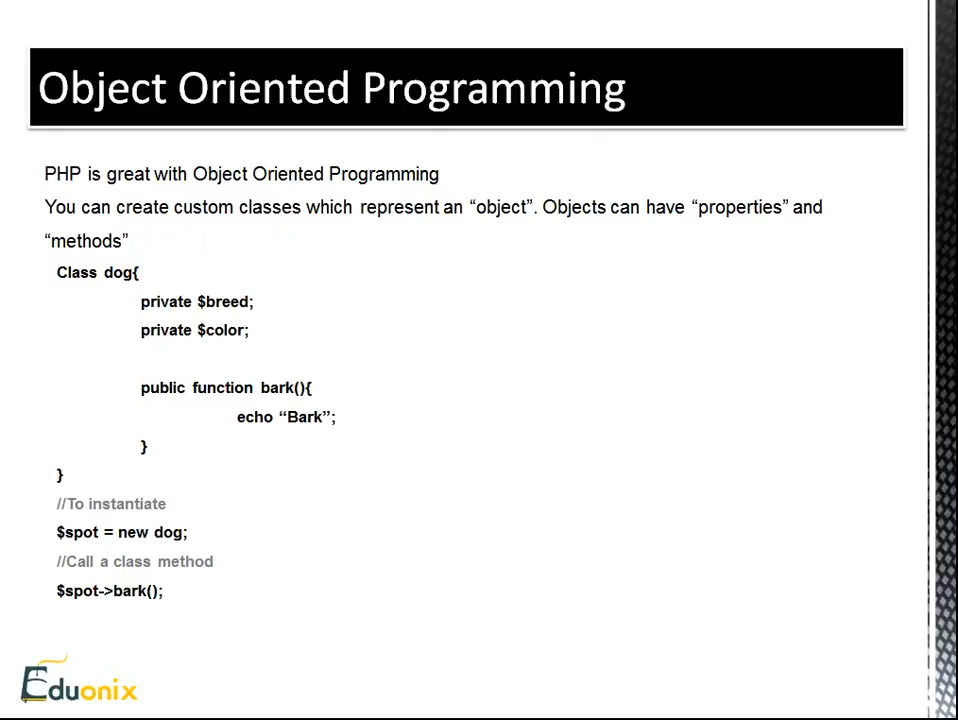 Object Oriented Programming
PHP is great with Object Oriented Programming
You can create custom classes which represent an “object”. Objects can have “properties” and
“methods”
Class dog{
private $breed;
private $color;
public function bark(){
echo “Bark”;
}
}
//To instantiate
$spot = new dog;
//Call a class method
$spot->bark();
Eduonix